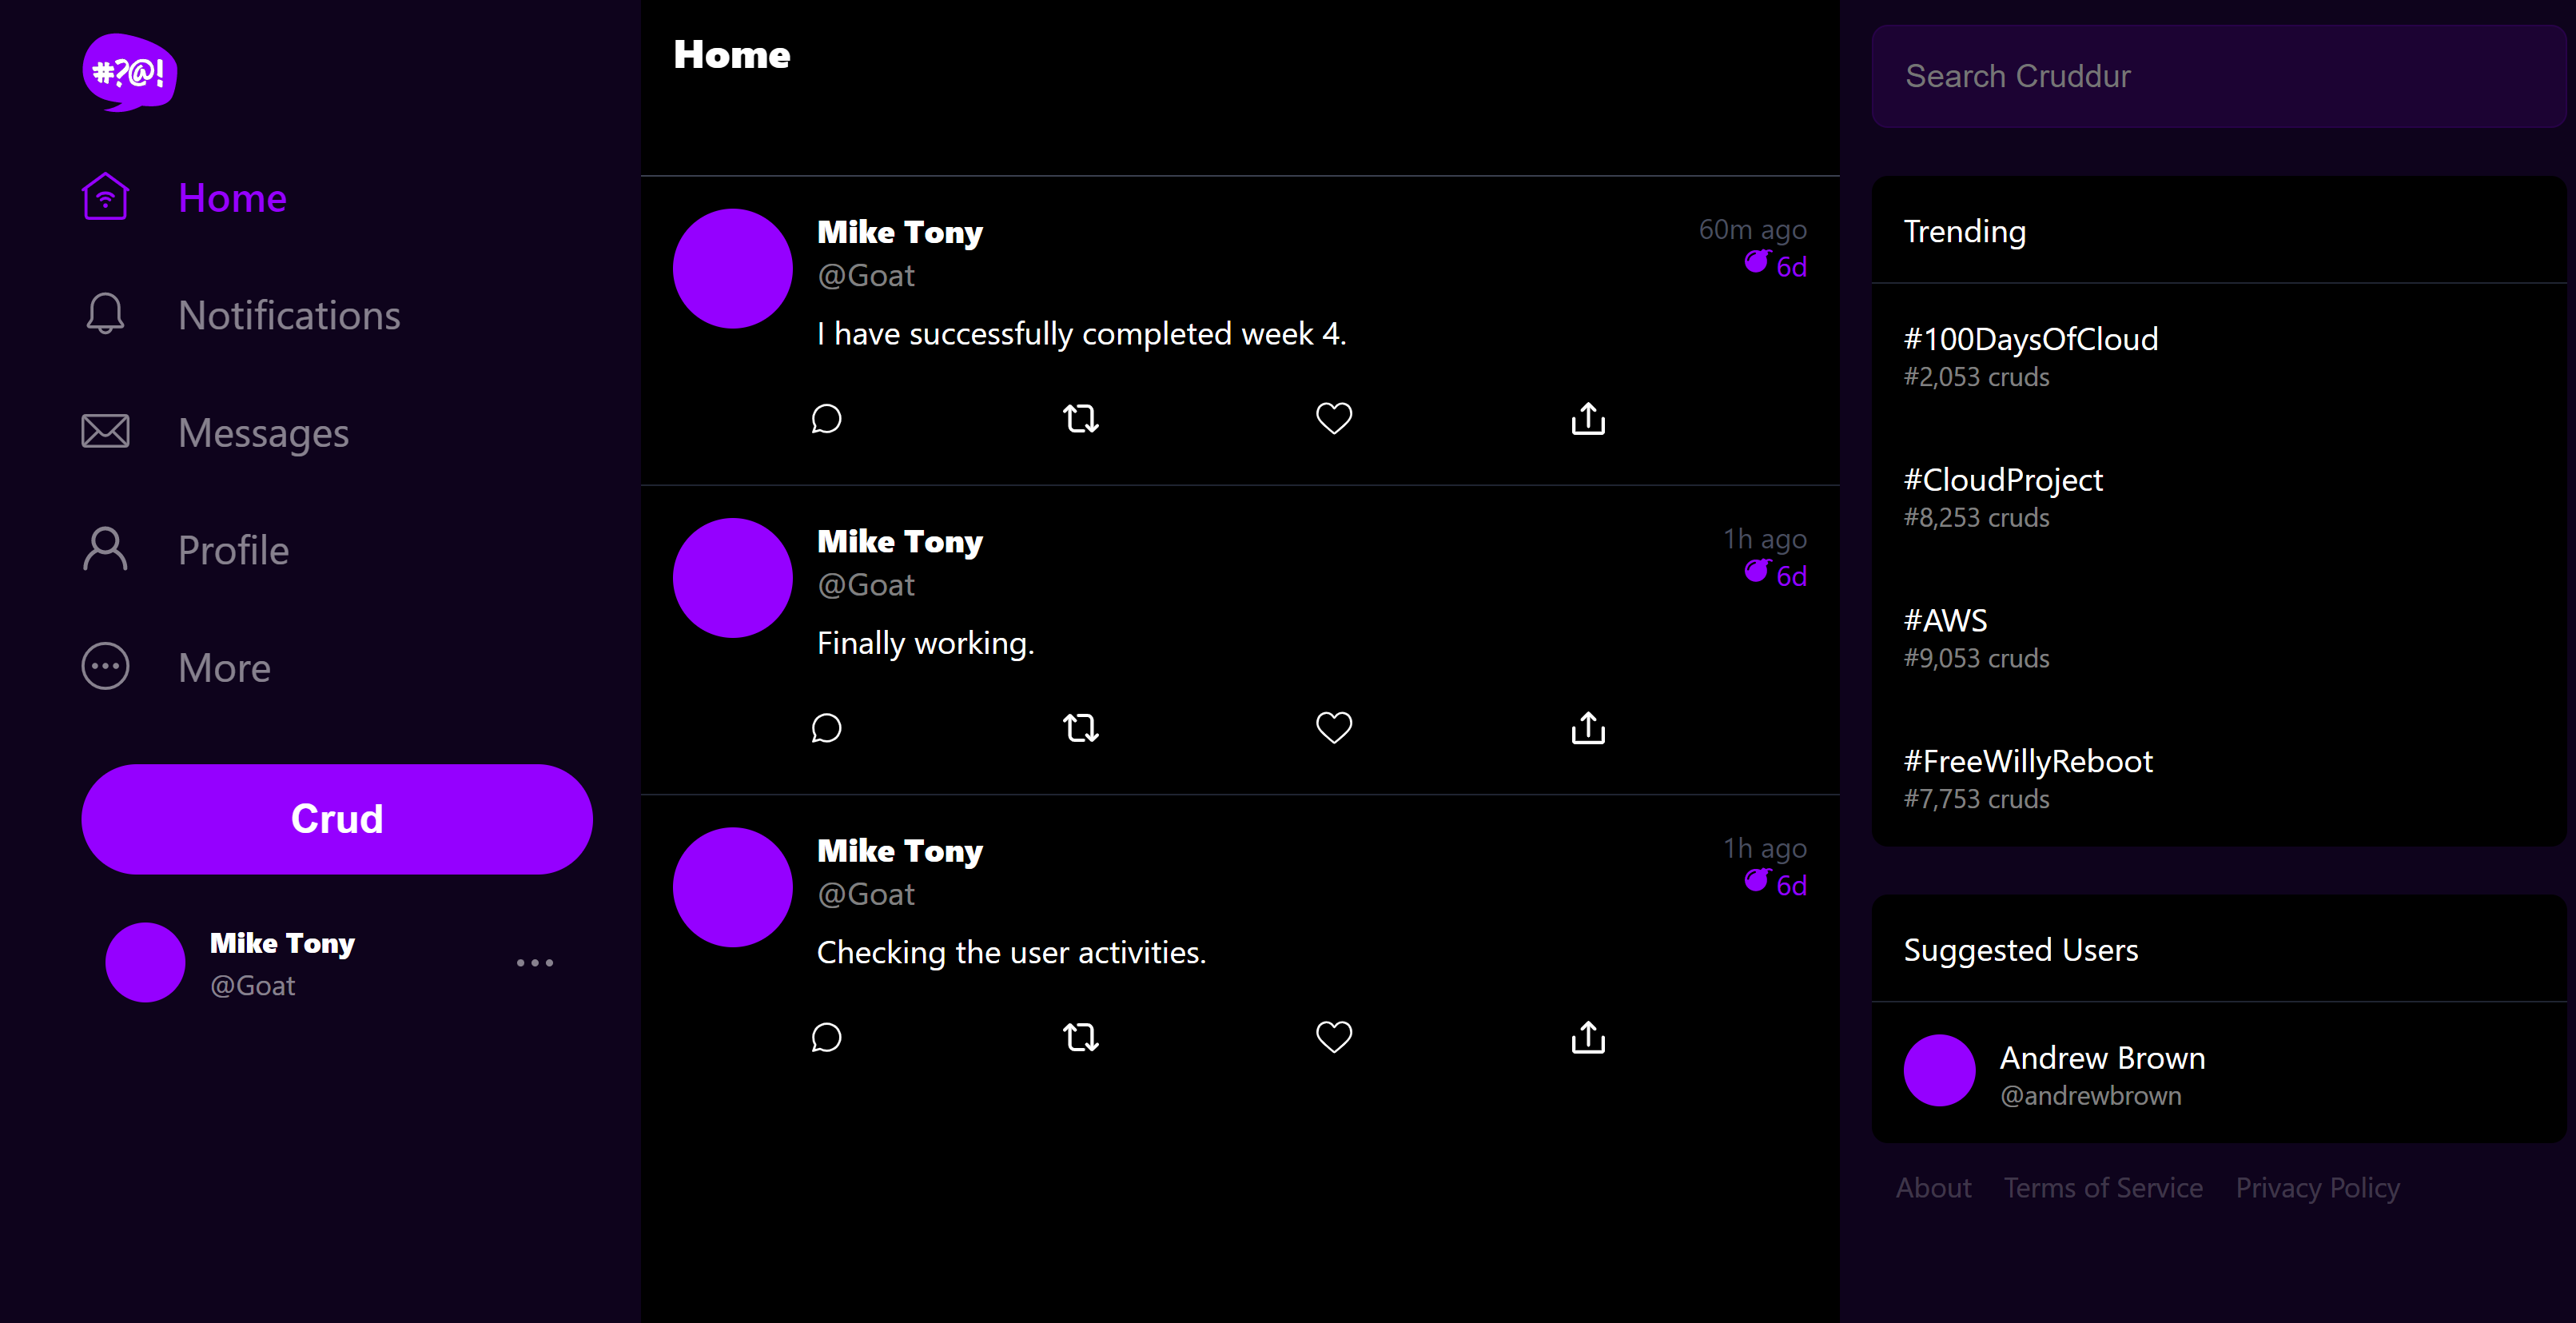 #?@!
Home
Notifications
Messages
Profile
More
Crud
Mike Tony
@Goat
Home
Mike Tony
60m ago
@Goat
6d
I have successfully completed week 4.
Mike Tony
1h ago
@Goat
6d
Finally working.
Mike Tony
1h ago
@Goat
6d
Checking the user activities.
Search Cruddur
Trending
#100DaysOfCloud
#2,053 cruds
#CloudProject
#8,253 cruds
#AWS
#9,053 cruds
#FreeWillyReboot
#7,753 cruds
Suggested Users
Andrew Brown
@andrewbrown
About Terms of Service Privacy Policy